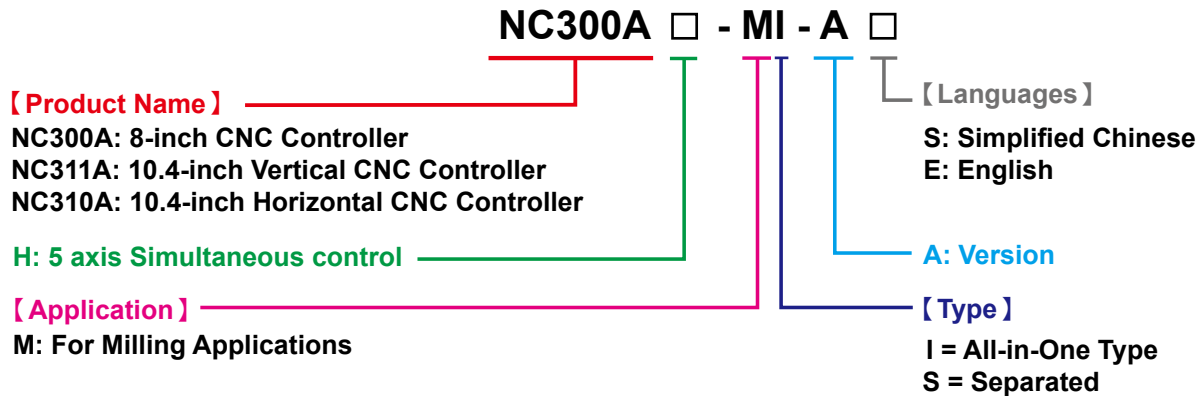 NC300A □ - MI - A □
【Product Name】
NC300A: 8-inch CNC Controller
NC311A: 10.4-inch Vertical CNC Controller
NC310A: 10.4-inch Horizontal CNC Controller
H: 5 axis Simultaneous control
【Application】
M: For Milling Applications
【Languages】
S: Simplified Chinese
E: English
A: Version
【Type】
I = All-in-One Type
S = Separated